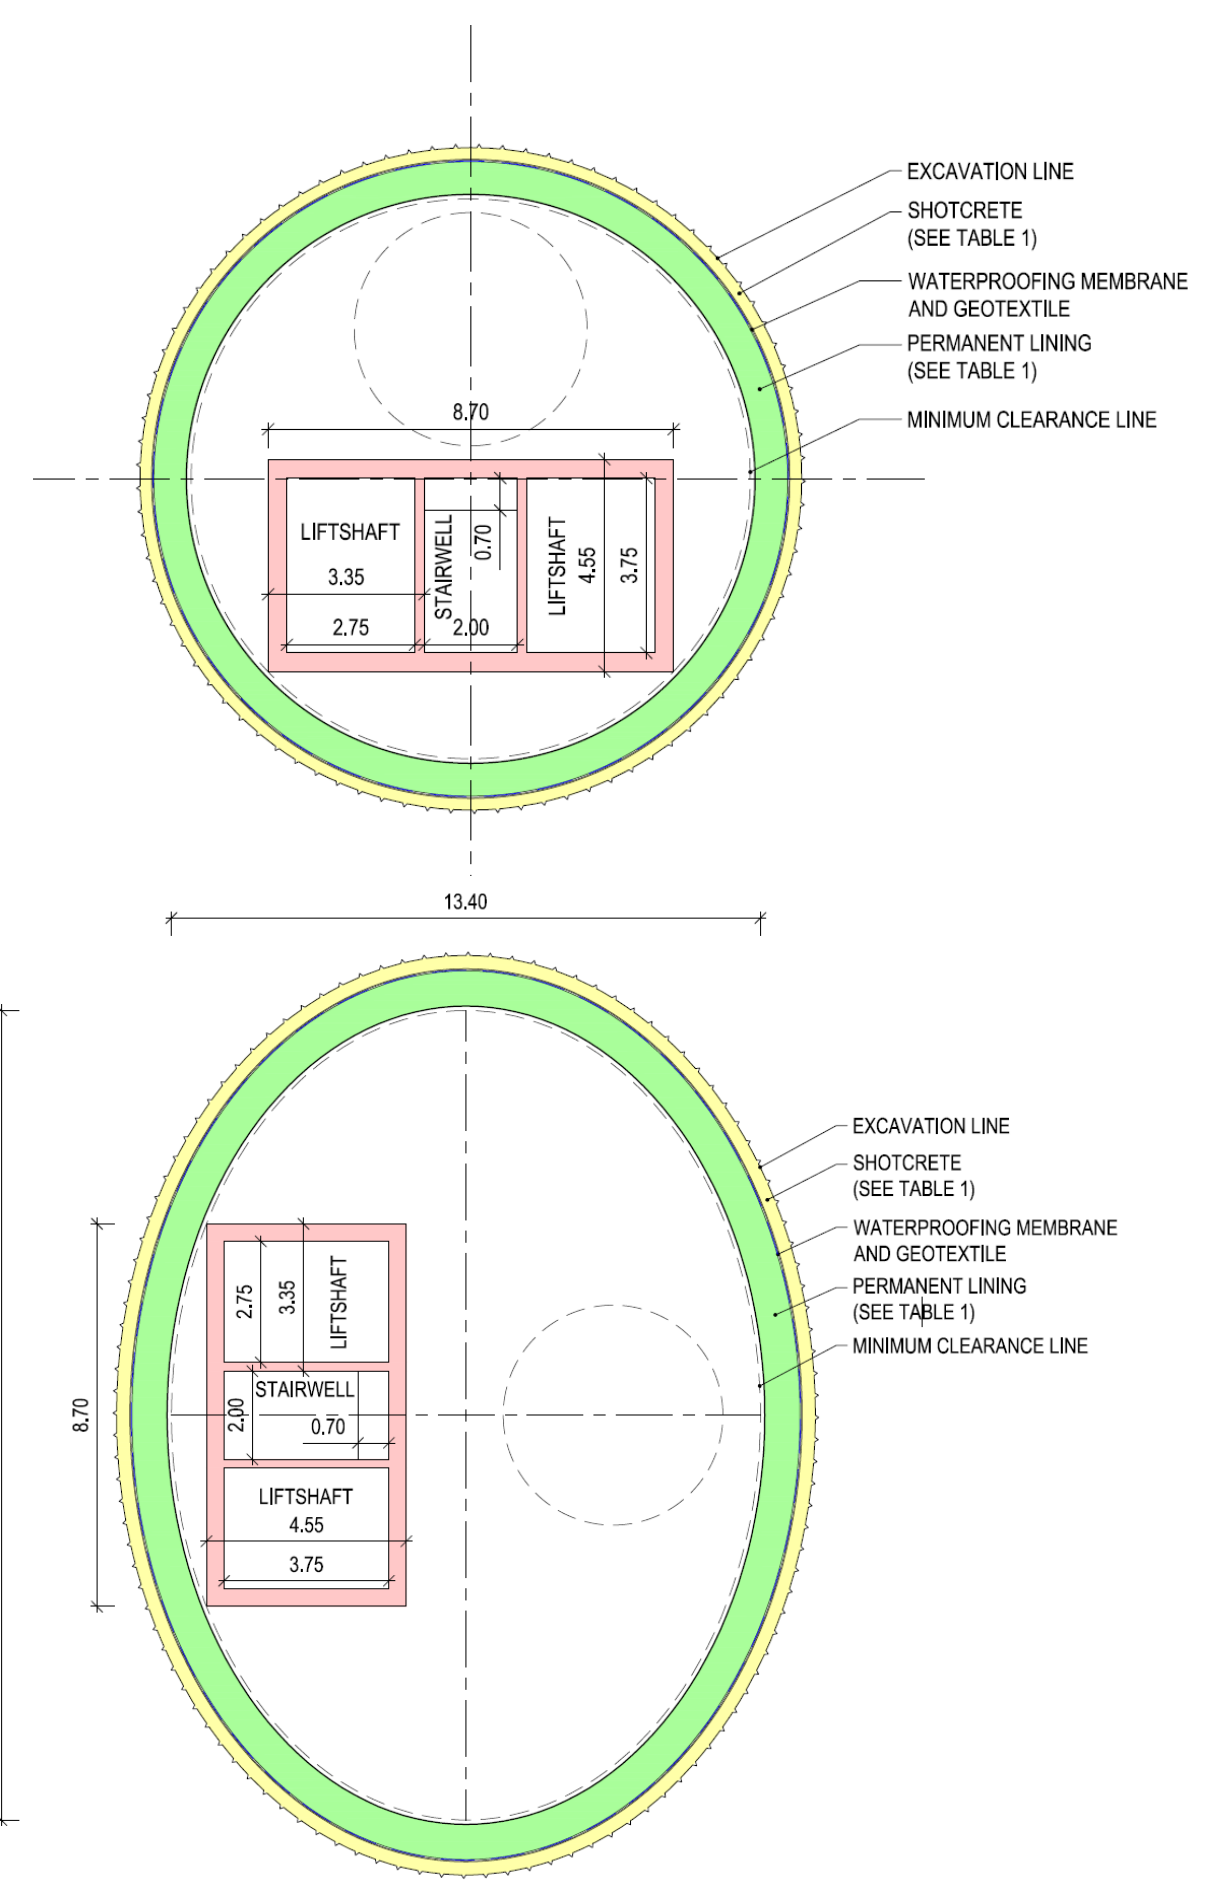 EXCAVATION LINE
SHOTCRETE
(SEE TABLE 1)
WATERPROOFING MEMBRANE
AND GEOTEXTILE
PERMANENT LINING
(SEE TABLE 1)
MINIMUM CLEARANCE LINE
8.70
LIFTSHAFT
3.35
2.75
STAIRWELL
0.70
2.00
LIFTSHAFT
4.55
3.75
13.40
EXCAVATION LINE
SHOTCRETE
(SEE TABLE 1)
WATERPROOFING MEMBRANE
AND GEOTEXTILE
PERMANENT LINING
(SEE TABLE 1)
MINIMUM CLEARANCE LINE
8.70
2.75
3.35
LIFTSHAFT
STAIRWELL
2.00
0.70
LIFTSHAFT
4.55
3.75